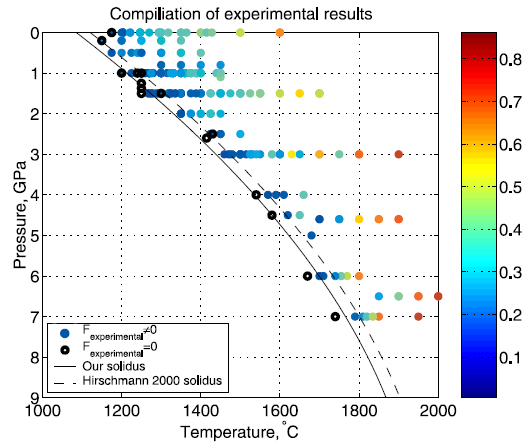 Compiliation of experimental results
0
1
2
3
4
5
6
7
8
9
Pressure, GPa
F experimental≠0
F experimental=0
Our solidus
Hirschmann 2000 solidus
1000 1200 1400 1600 1800 2000
Temperature, °C
0.8
0.7
0.6
0.5
0.4
0.3
0.2
0.1